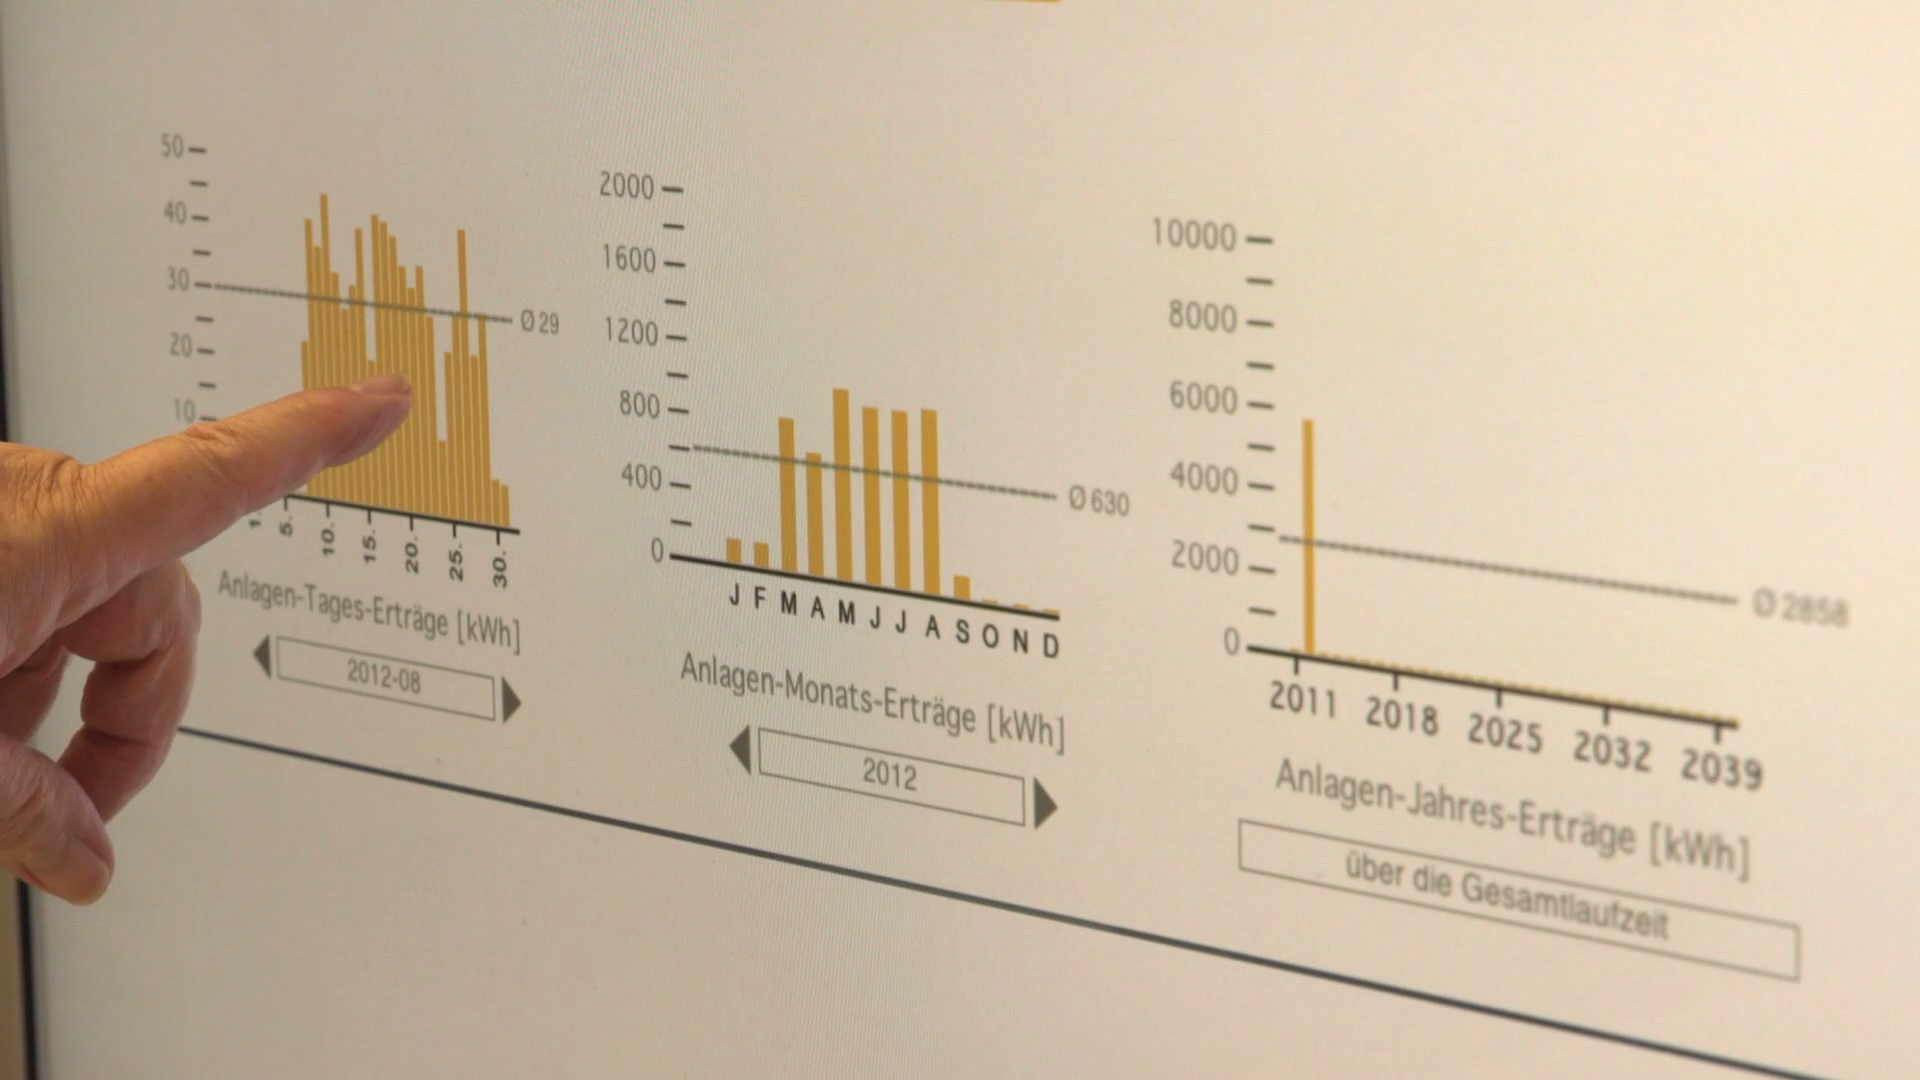 50
40
30
20
10
Ø 29
1.
5.
10.
15.
20.
25.
30.
Anlagen-Tages-Erträge [kWh]
2012-08
2000
1600
1200
800
400
0
Ø 630
J F M A M J J A S O N D
Anlagen-Monats-Erträge [kWh]
2012
10000
8000
6000
4000
2000
0
Ø 2858
2011 2018 2025 2032 2039
Anlagen-Jahres-Erträge [kWh]
über die Gesamtlaufzeit